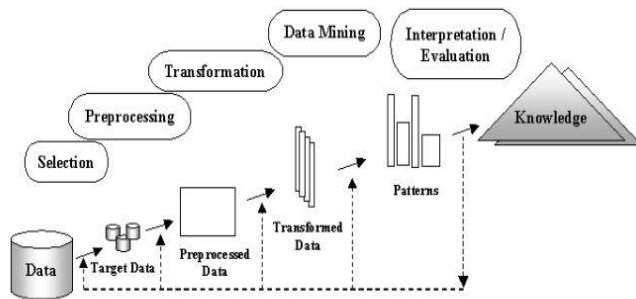 Data Mining
Interpretation /
Evaluation
Transformation
Preprocessing
Selection
Knowledge
Patterns
Transformed
Data
Preprocessed
Data
Target Data
Data